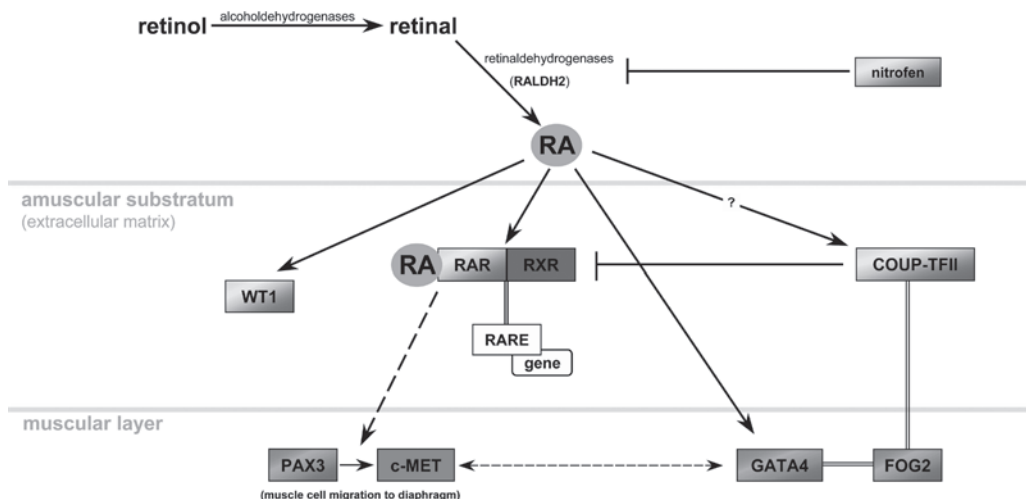 retinol
alcoholdehydrogenases
retinal
retinaldehydrogenases
(RALDH2)
nitrofen
RA
amuscular substratum
(extracellular matrix)
?
RA RAR RXR
COUP-TFII
WT1
RARE
gene
muscular layer
PAX3
c-MET
GATA4
FOG2
(muscle cell migration to diaphragm)